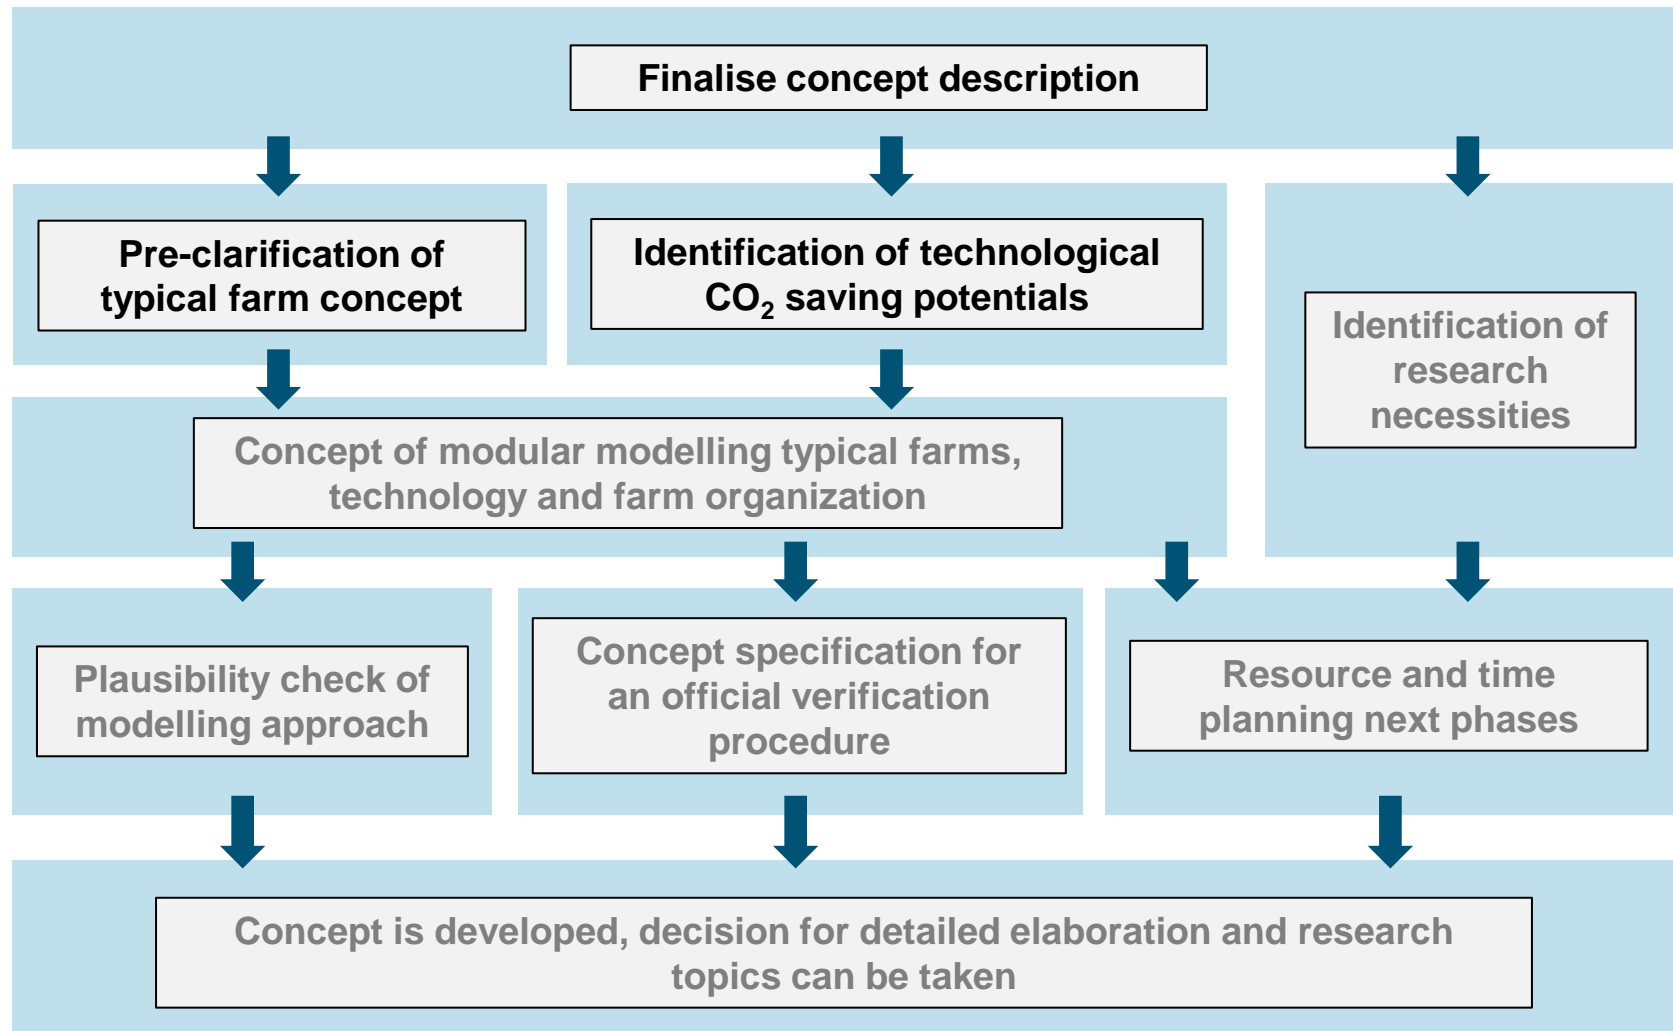 Finalise concept description
Pre-clarification of
typical farm concept
Identification of technological
CO₂ saving potentials
Identification of
research
necessities
Concept of modular modelling typical farms,
technology and farm organization
Plausibility check of
modelling approach
Concept specification for
an official verification
procedure
Resource and time
planning next phases
Concept is developed, decision for detailed elaboration and research
topics can be taken